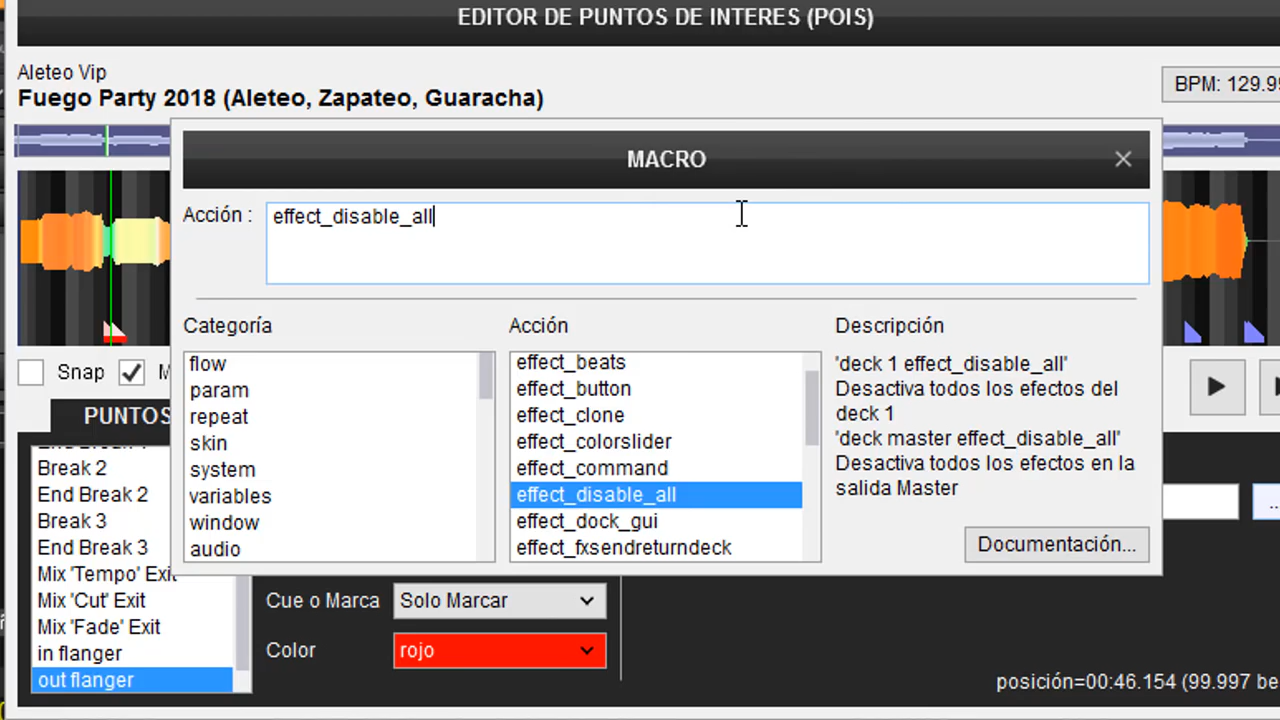 EDITOR DE PUNTOS DE INTERES (POIS)
Aleteo Vip
Fuego Party 2018 (Aleteo, Zapateo, Guaracha)
BPM: 129.99
MACRO
Acción :
effect_disable_all
Categoría
flow
param
repeat
skin
system
variables
window
audio
Acción
effect_beats
effect_button
effect_clone
effect_colorslider
effect_command
effect_disable_all
effect_dock_gui
effect_fxsendreturndeck
Descripción
'deck 1 effect_disable_all'
Desactiva todos los efectos del
deck 1
'deck master effect_disable_all'
Desactiva todos los efectos en la
salida Master
Documentación...
Snap
PUNTOS
Break 2
End Break 2
Break 3
End Break 3
Mix 'Tempo' Exit
Mix 'Cut' Exit
Mix 'Fade' Exit
in flanger
out flanger
Cue o Marca
Solo Marcar
Color
rojo
posición=00:46.154 (99.997 be